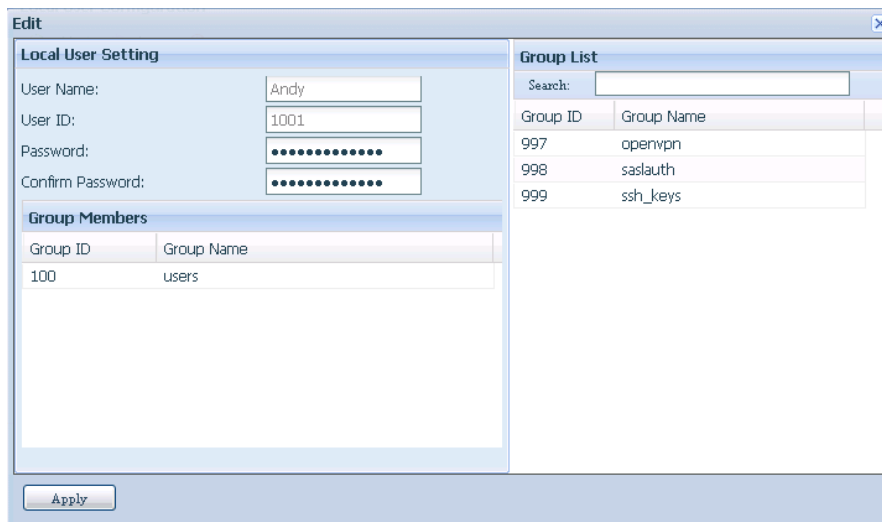 Edit
Local User Setting
User Name: Andy
User ID: 1001
Password: •••••••••••••
Confirm Password: •••••••••••••
Group Members
Group ID Group Name
100 users
Group List
Search:
Group ID Group Name
997 openvpn
998 saslauth
999 ssh_keys
Apply